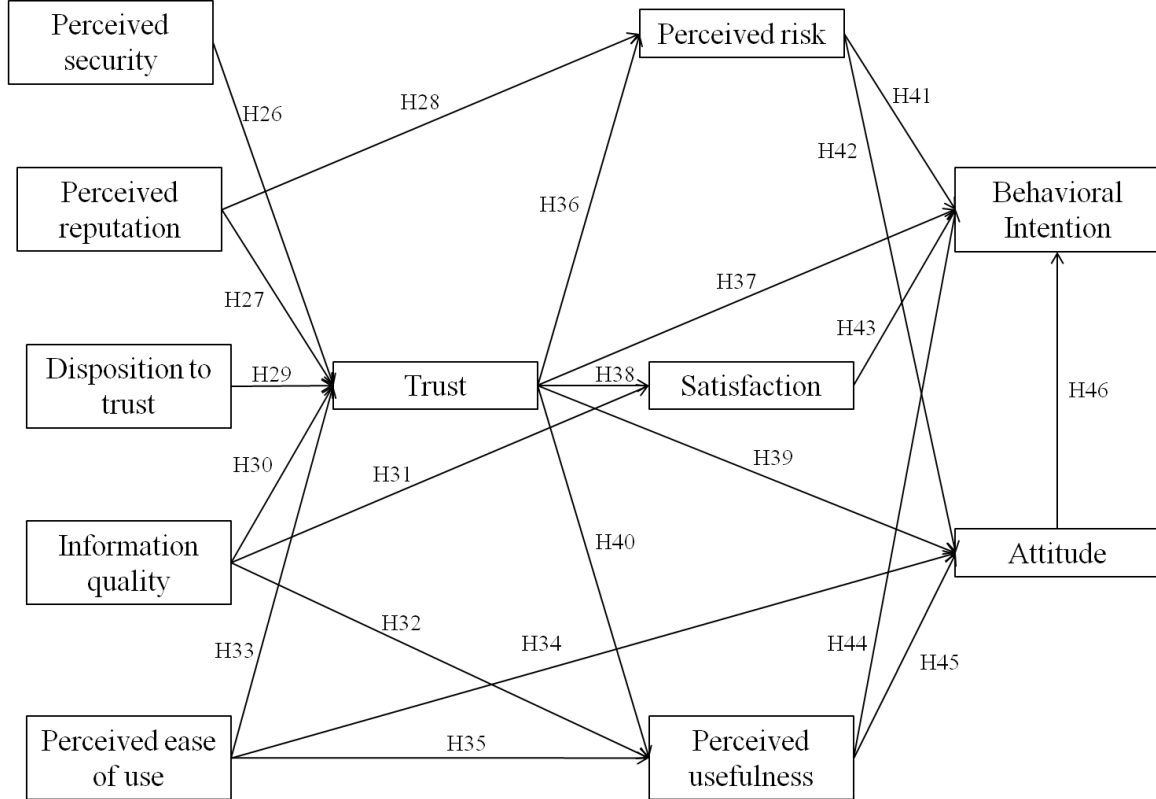 Perceived
security
Perceived risk
H26
H28
H41
H42
Perceived
reputation
Behavioral
Intention
H36
H27
H37
H43
Disposition to
trust
H29
Trust
H38
Satisfaction
H46
H30
H31
H39
Information
quality
H40
Attitude
H32
H33
H34
H44
H45
Perceived ease
of use
H35
Perceived
usefulness